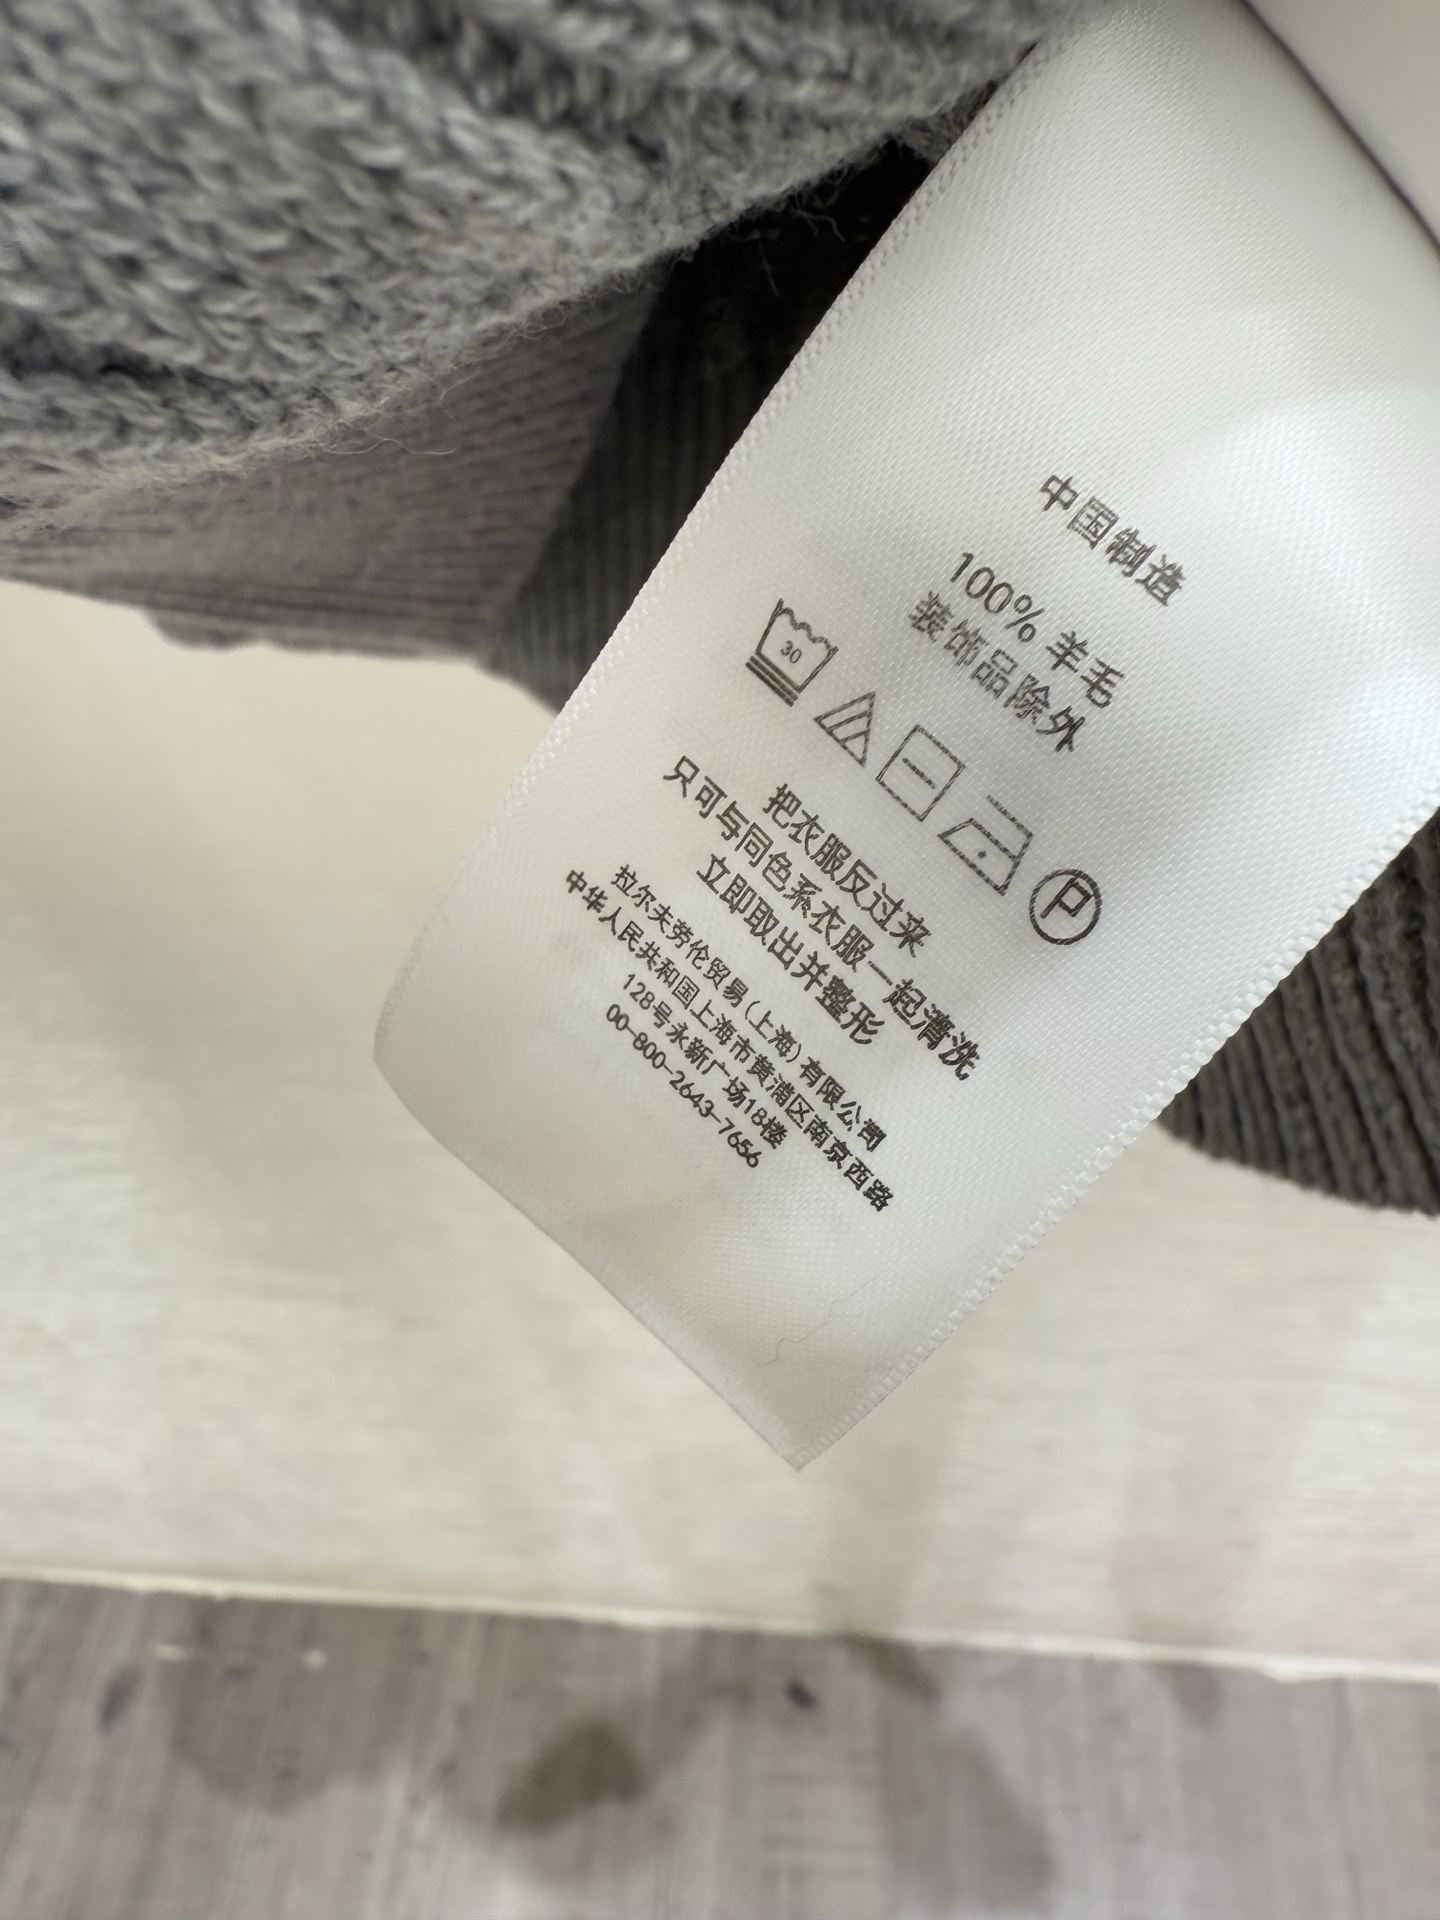 中国制造
100% 羊毛
装饰品除外
30
P
把衣服反过来
只可与同色系衣服一起清洗
立即取出并整形
拉尔夫劳伦贸易(上海)有限公司
中华人民共和国上海市黄浦区南京西路
128号永新广场18楼
00-800-2643-7656